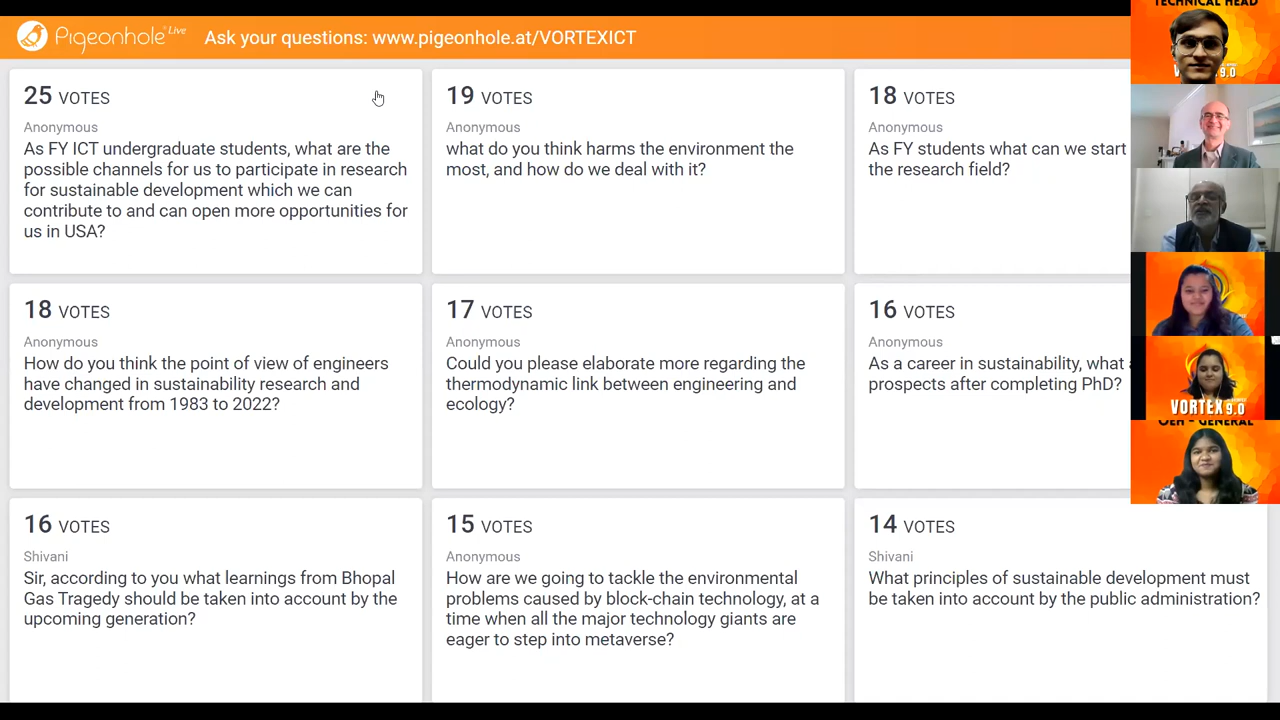 Pigeonhole Live
Ask your questions: www.pigeonhole.at/VORTEXICT
25 VOTES
Anonymous
As FY ICT undergraduate students, what are the
possible channels for us to participate in research
for sustainable development which we can
contribute to and can open more opportunities for
us in USA?
19 VOTES
Anonymous
what do you think harms the environment the
most, and how do we deal with it?
18 VOTES
Anonymous
As FY students what can we start
the research field?
18 VOTES
Anonymous
How do you think the point of view of engineers
have changed in sustainability research and
development from 1983 to 2022?
17 VOTES
Anonymous
Could you please elaborate more regarding the
thermodynamic link between engineering and
ecology?
16 VOTES
Anonymous
As a career in sustainability, what
prospects after completing PhD?
16 VOTES
Shivani
Sir, according to you what learnings from Bhopal
Gas Tragedy should be taken into account by the
upcoming generation?
15 VOTES
Anonymous
How are we going to tackle the environmental
problems caused by block-chain technology, at a
time when all the major technology giants are
eager to step into metaverse?
14 VOTES
Shivani
What principles of sustainable development must
be taken into account by the public administration?
TECHNICAL HEAD
9.0
VORTEX 9.0
OEH - GENERAL